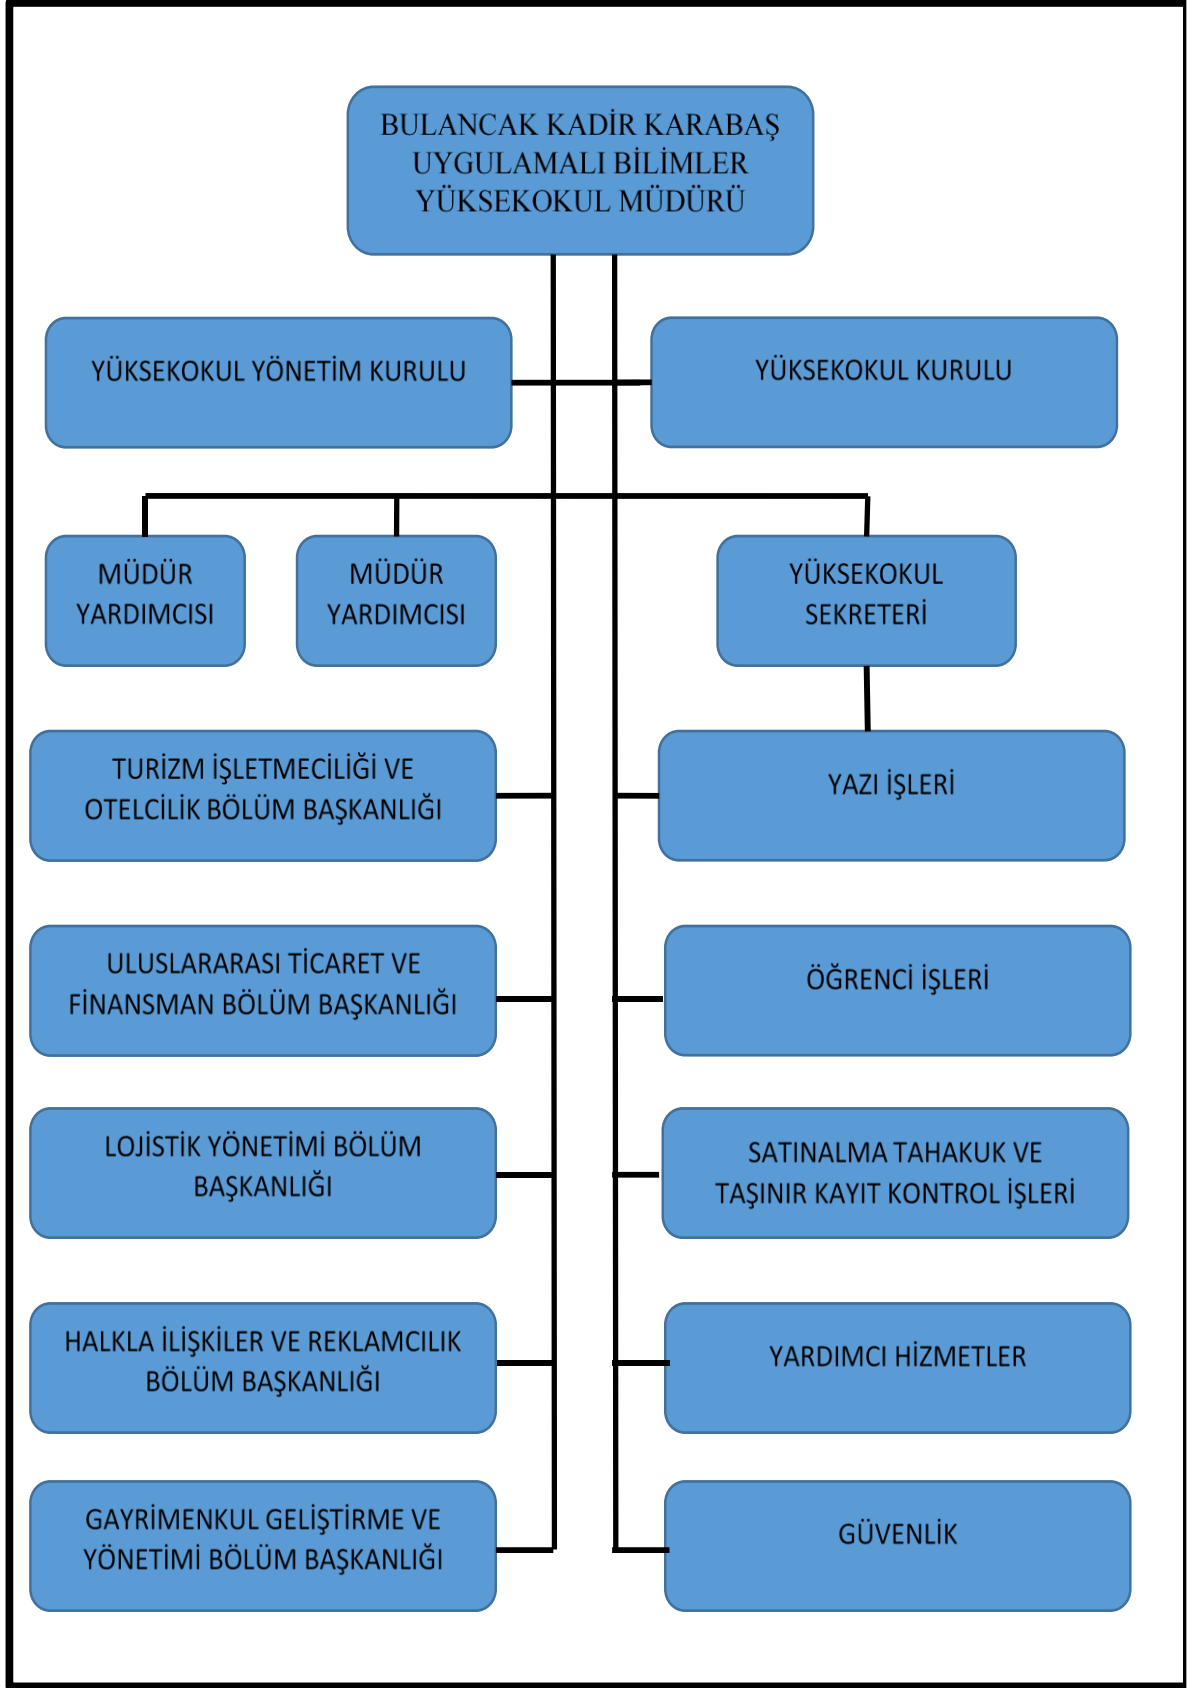 BULANCAK KADİR KARABAŞ
UYGULAMALI BİLİMLER
YÜKSEKOKUL MÜDÜRÜ
YÜKSEKOKUL YÖNETİM KURULU
YÜKSEKOKUL KURULU
MÜDÜR
YARDIMCISI
MÜDÜR
YARDIMCISI
YÜKSEKOKUL
SEKRETERİ
TURİZM İŞLETMECİLİĞİ VE
OTELCİLİK BÖLÜM BAŞKANLIĞI
YAZI İŞLERİ
ULUSLARARASI TİCARET VE
FİNANSMAN BÖLÜM BAŞKANLIĞI
ÖĞRENCİ İŞLERİ
LOJİSTİK YÖNETİMİ BÖLÜM
BAŞKANLIĞI
SATINALMA TAHAKUK VE
TAŞINIR KAYIT KONTROL İŞLERİ
HALKLA İLİŞKİLER VE REKLAMCILIK
BÖLÜM BAŞKANLIĞI
YARDIMCI HİZMETLER
GAYRİMENKUL GELİŞTİRME VE
YÖNETİMİ BÖLÜM BAŞKANLIĞI
GÜVENLİK